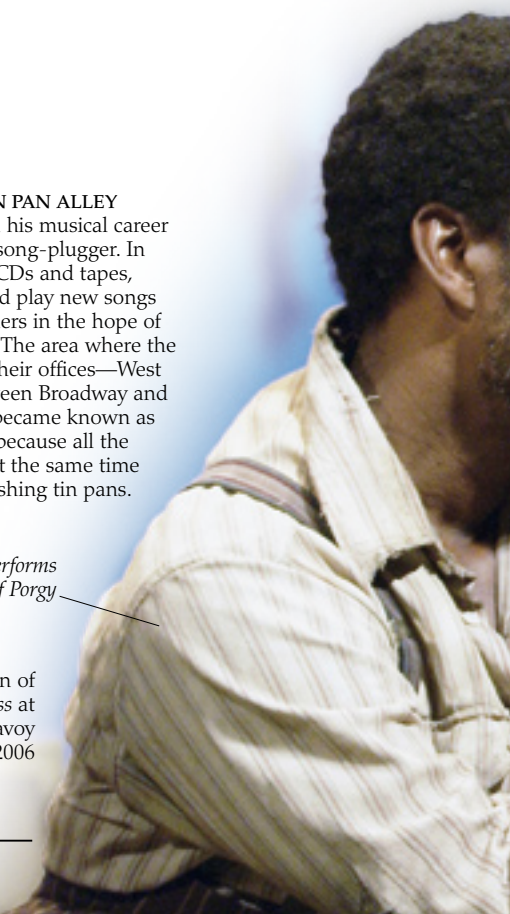 N PAN ALLEY
his musical career
song-plugger. In
CDs and tapes,
d play new songs
ers in the hope of
The area where the
heir offices—West
een Broadway and
became known as
because all the
t the same time
shing tin pans.
erforms
f Porgy
n of
ss at
avoy
2006